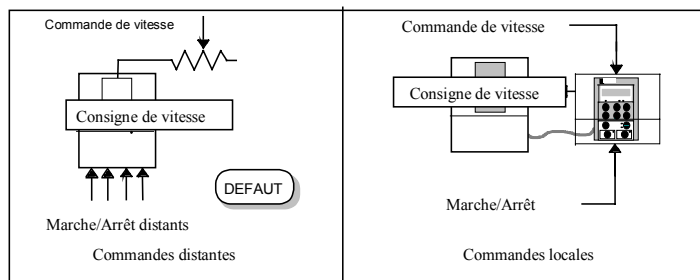 Commande de vitesse
Consigne de vitesse
DEFAUT
Marche/Arrêt distants
Commandes distantes
Commande de vitesse
Consigne de vitesse
Marche/Arrêt
Commandes locales